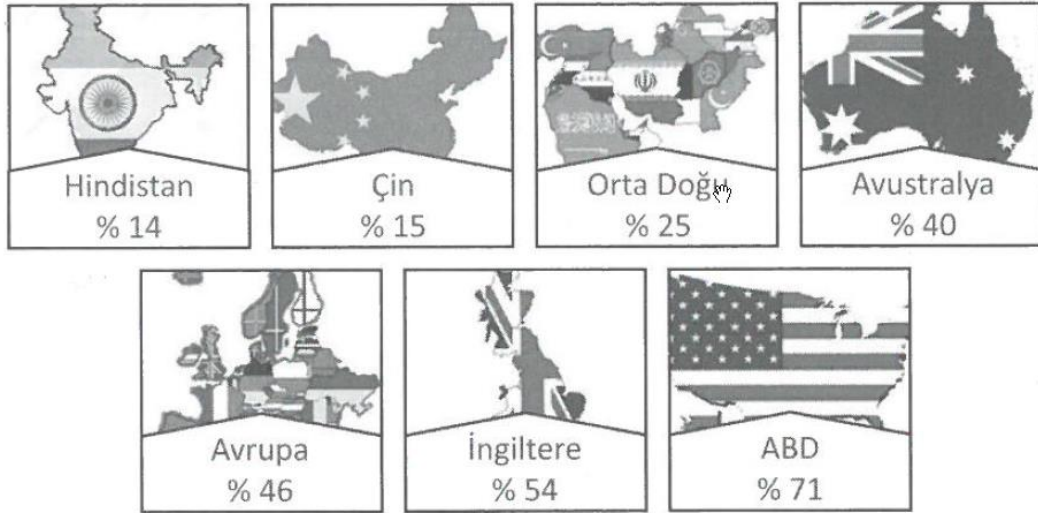 Hindistan
% 14
Çin
% 15
Orta Doğu
% 25
Avustralya
% 40
Avrupa
% 46
İngiltere
% 54
ABD
% 71